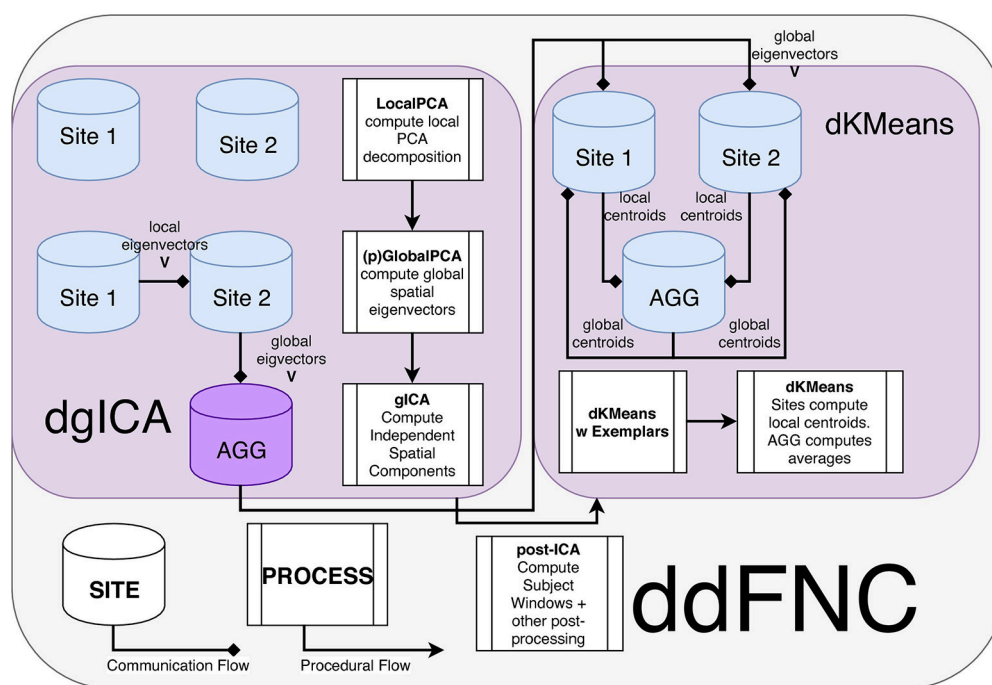 global
eigenvectors
V
Site 1
Site 2
LocalPCA
compute local
PCA
decomposition
Site 1
Site 2
dKMeans
local
centroids
local
centroids
local
eigenvectors
V
Site 1
Site 2
(p)GlobalPCA
compute global
spatial
eigenvectors
AGG
global
centroids
global
centroids
global
eigvectors
V
dgICA
AGG
gICA
Compute
Independent
Spatial
Components
dKMeans
w Exemplars
dKMeans
Sites compute
local centroids.
AGG computes
averages
SITE
PROCESS
post-ICA
Compute
Subject
Windows +
other post-
processing
ddFNC
Communication Flow
Procedural Flow